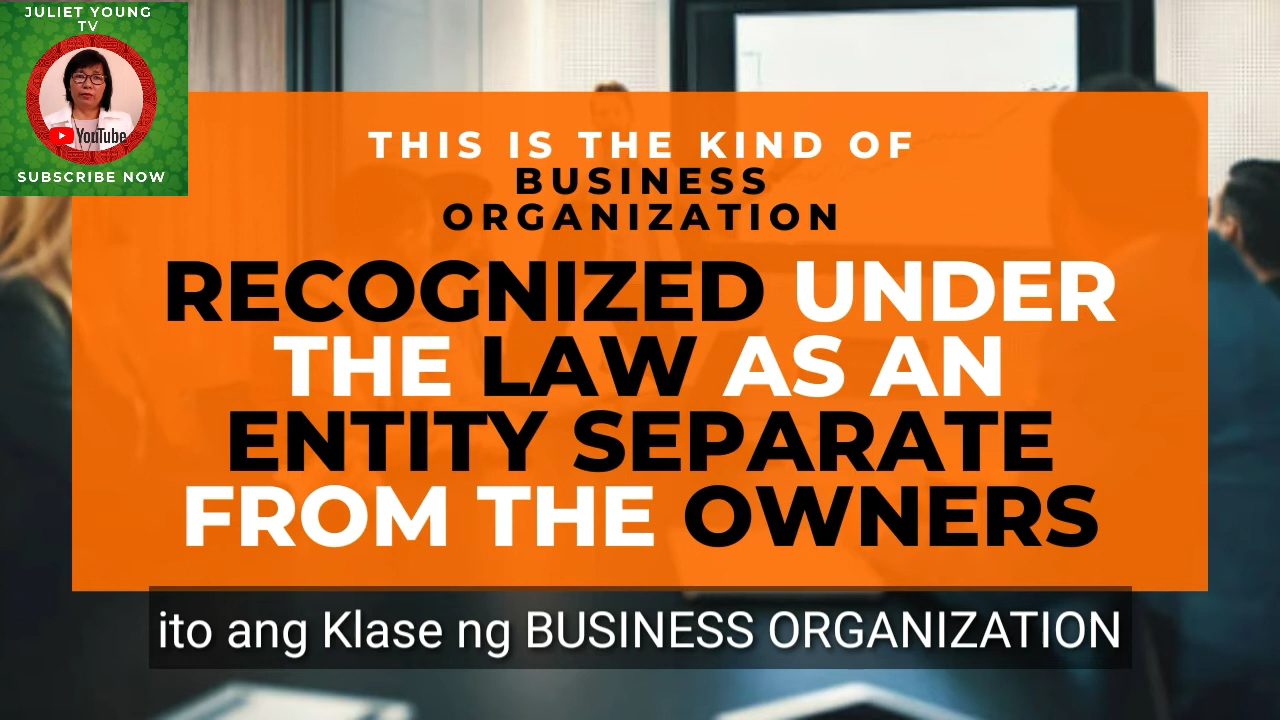 JULIET YOUNG
TV
YouTube
SUBSCRIBE NOW
THIS IS THE KIND OF
BUSINESS
ORGANIZATION
RECOGNIZED UNDER
THE LAW AS AN
ENTITY SEPARATE
FROM THE OWNERS
ito ang Klase ng BUSINESS ORGANIZATION